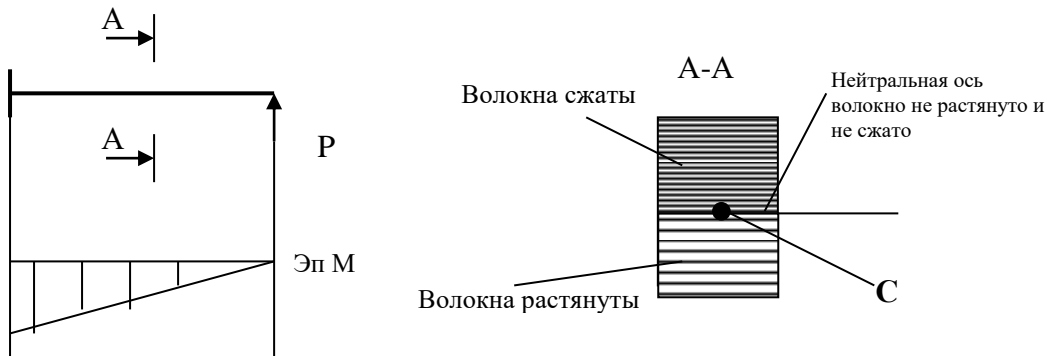 А
А
Р
Эп М
А-А
Волокна сжаты
Нейтральная ось
волокно не растянуто и
не сжато
Волокна растянуты
С